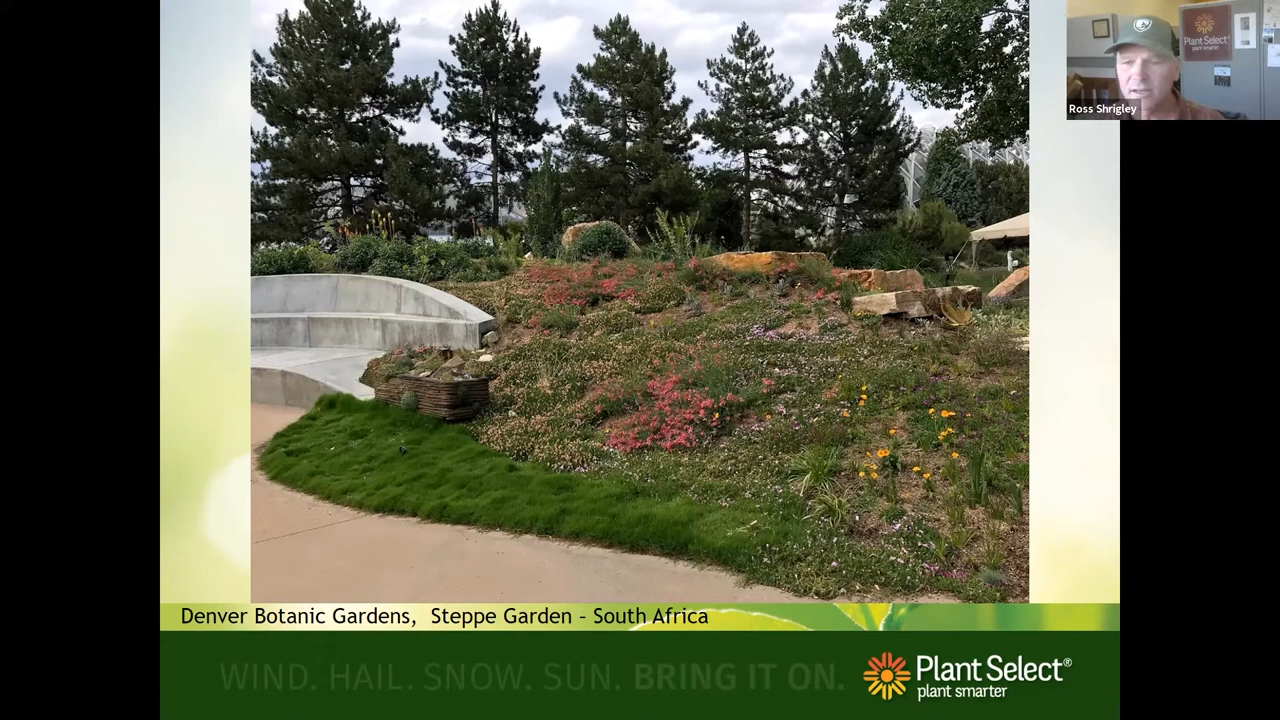 Plant Select
plant smarter
Ross Shrigley
Denver Botanic Gardens, Steppe Garden - South Africa
WIND. HAIL. SNOW. SUN. BRING IT ON.
Plant Select®
plant smarter